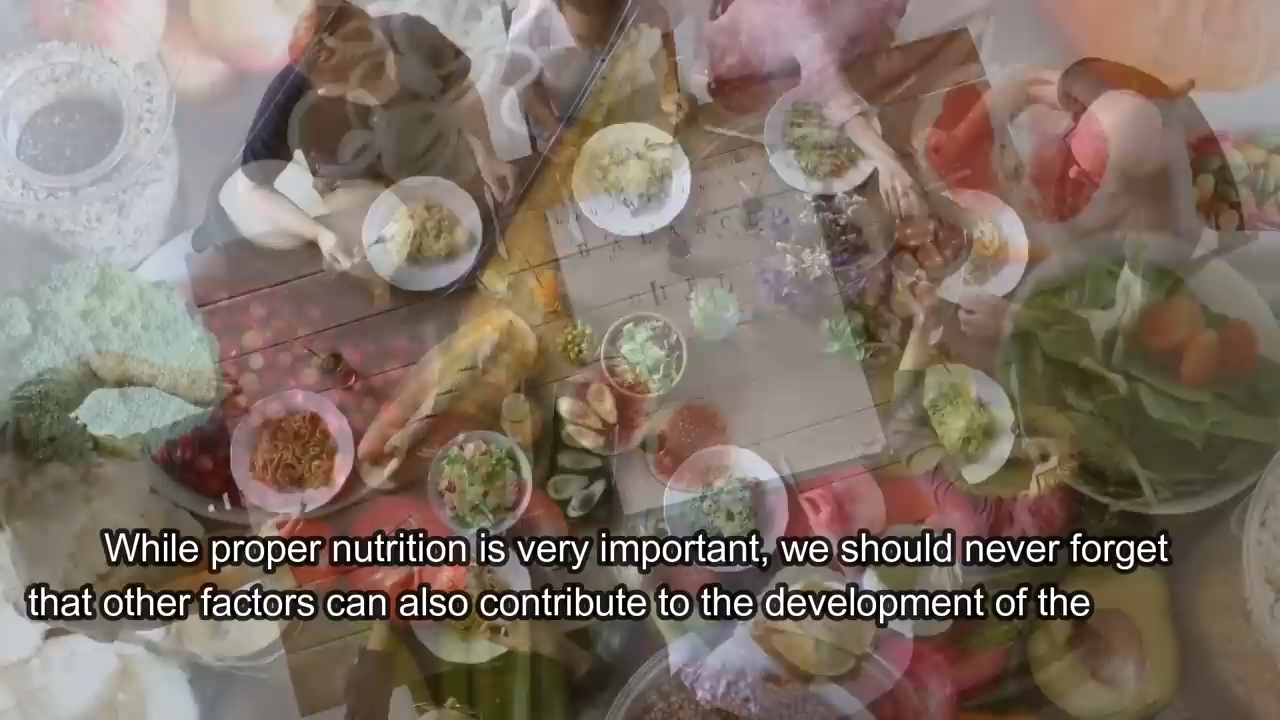 BALANCE
While proper nutrition is very important, we should never forget
that other factors can also contribute to the development of the